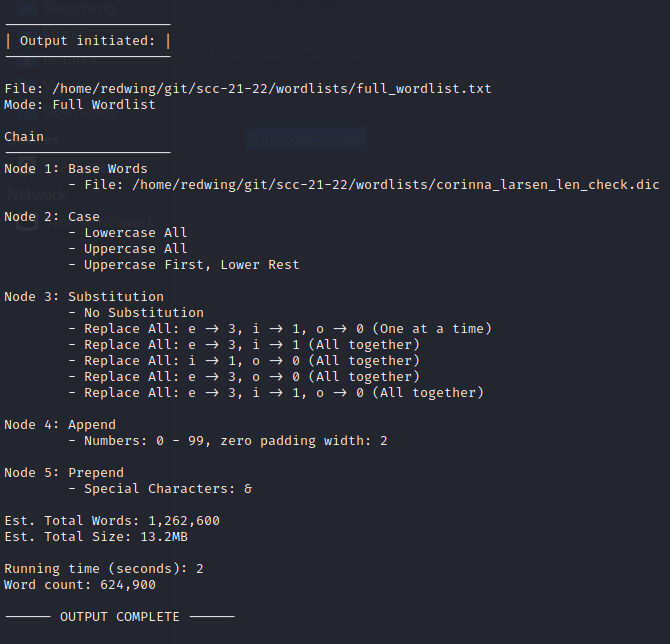 Documents
| Output initiated: |
Pictures
File: /home/redwing/git/scc-21-22/wordlists/full_wordlist.txt
Mode: Full Wordlist
Downloads
Chain
Node 1: Base Words
- File: /home/redwing/git/scc-21-22/wordlists/corinna_larsen_len_check.dic
Network
Node 2: Case
- Lowercase All
- Uppercase All
- Uppercase First, Lower Rest
Node 3: Substitution
- No Substitution
- Replace All: e → 3, i → 1, o → 0 (One at a time)
- Replace All: e → 3, i → 1 (All together)
- Replace All: i → 1, o → 0 (All together)
- Replace All: e → 3, o → 0 (All together)
- Replace All: e → 3, i → 1, o → 0 (All together)
Node 4: Append
- Numbers: 0 - 99, zero padding width: 2
Node 5: Prepend
- Special Characters: &
Est. Total Words: 1,262,600
Est. Total Size: 13.2MB
Running time (seconds): 2
Word count: 624,900
────── OUTPUT COMPLETE ──────